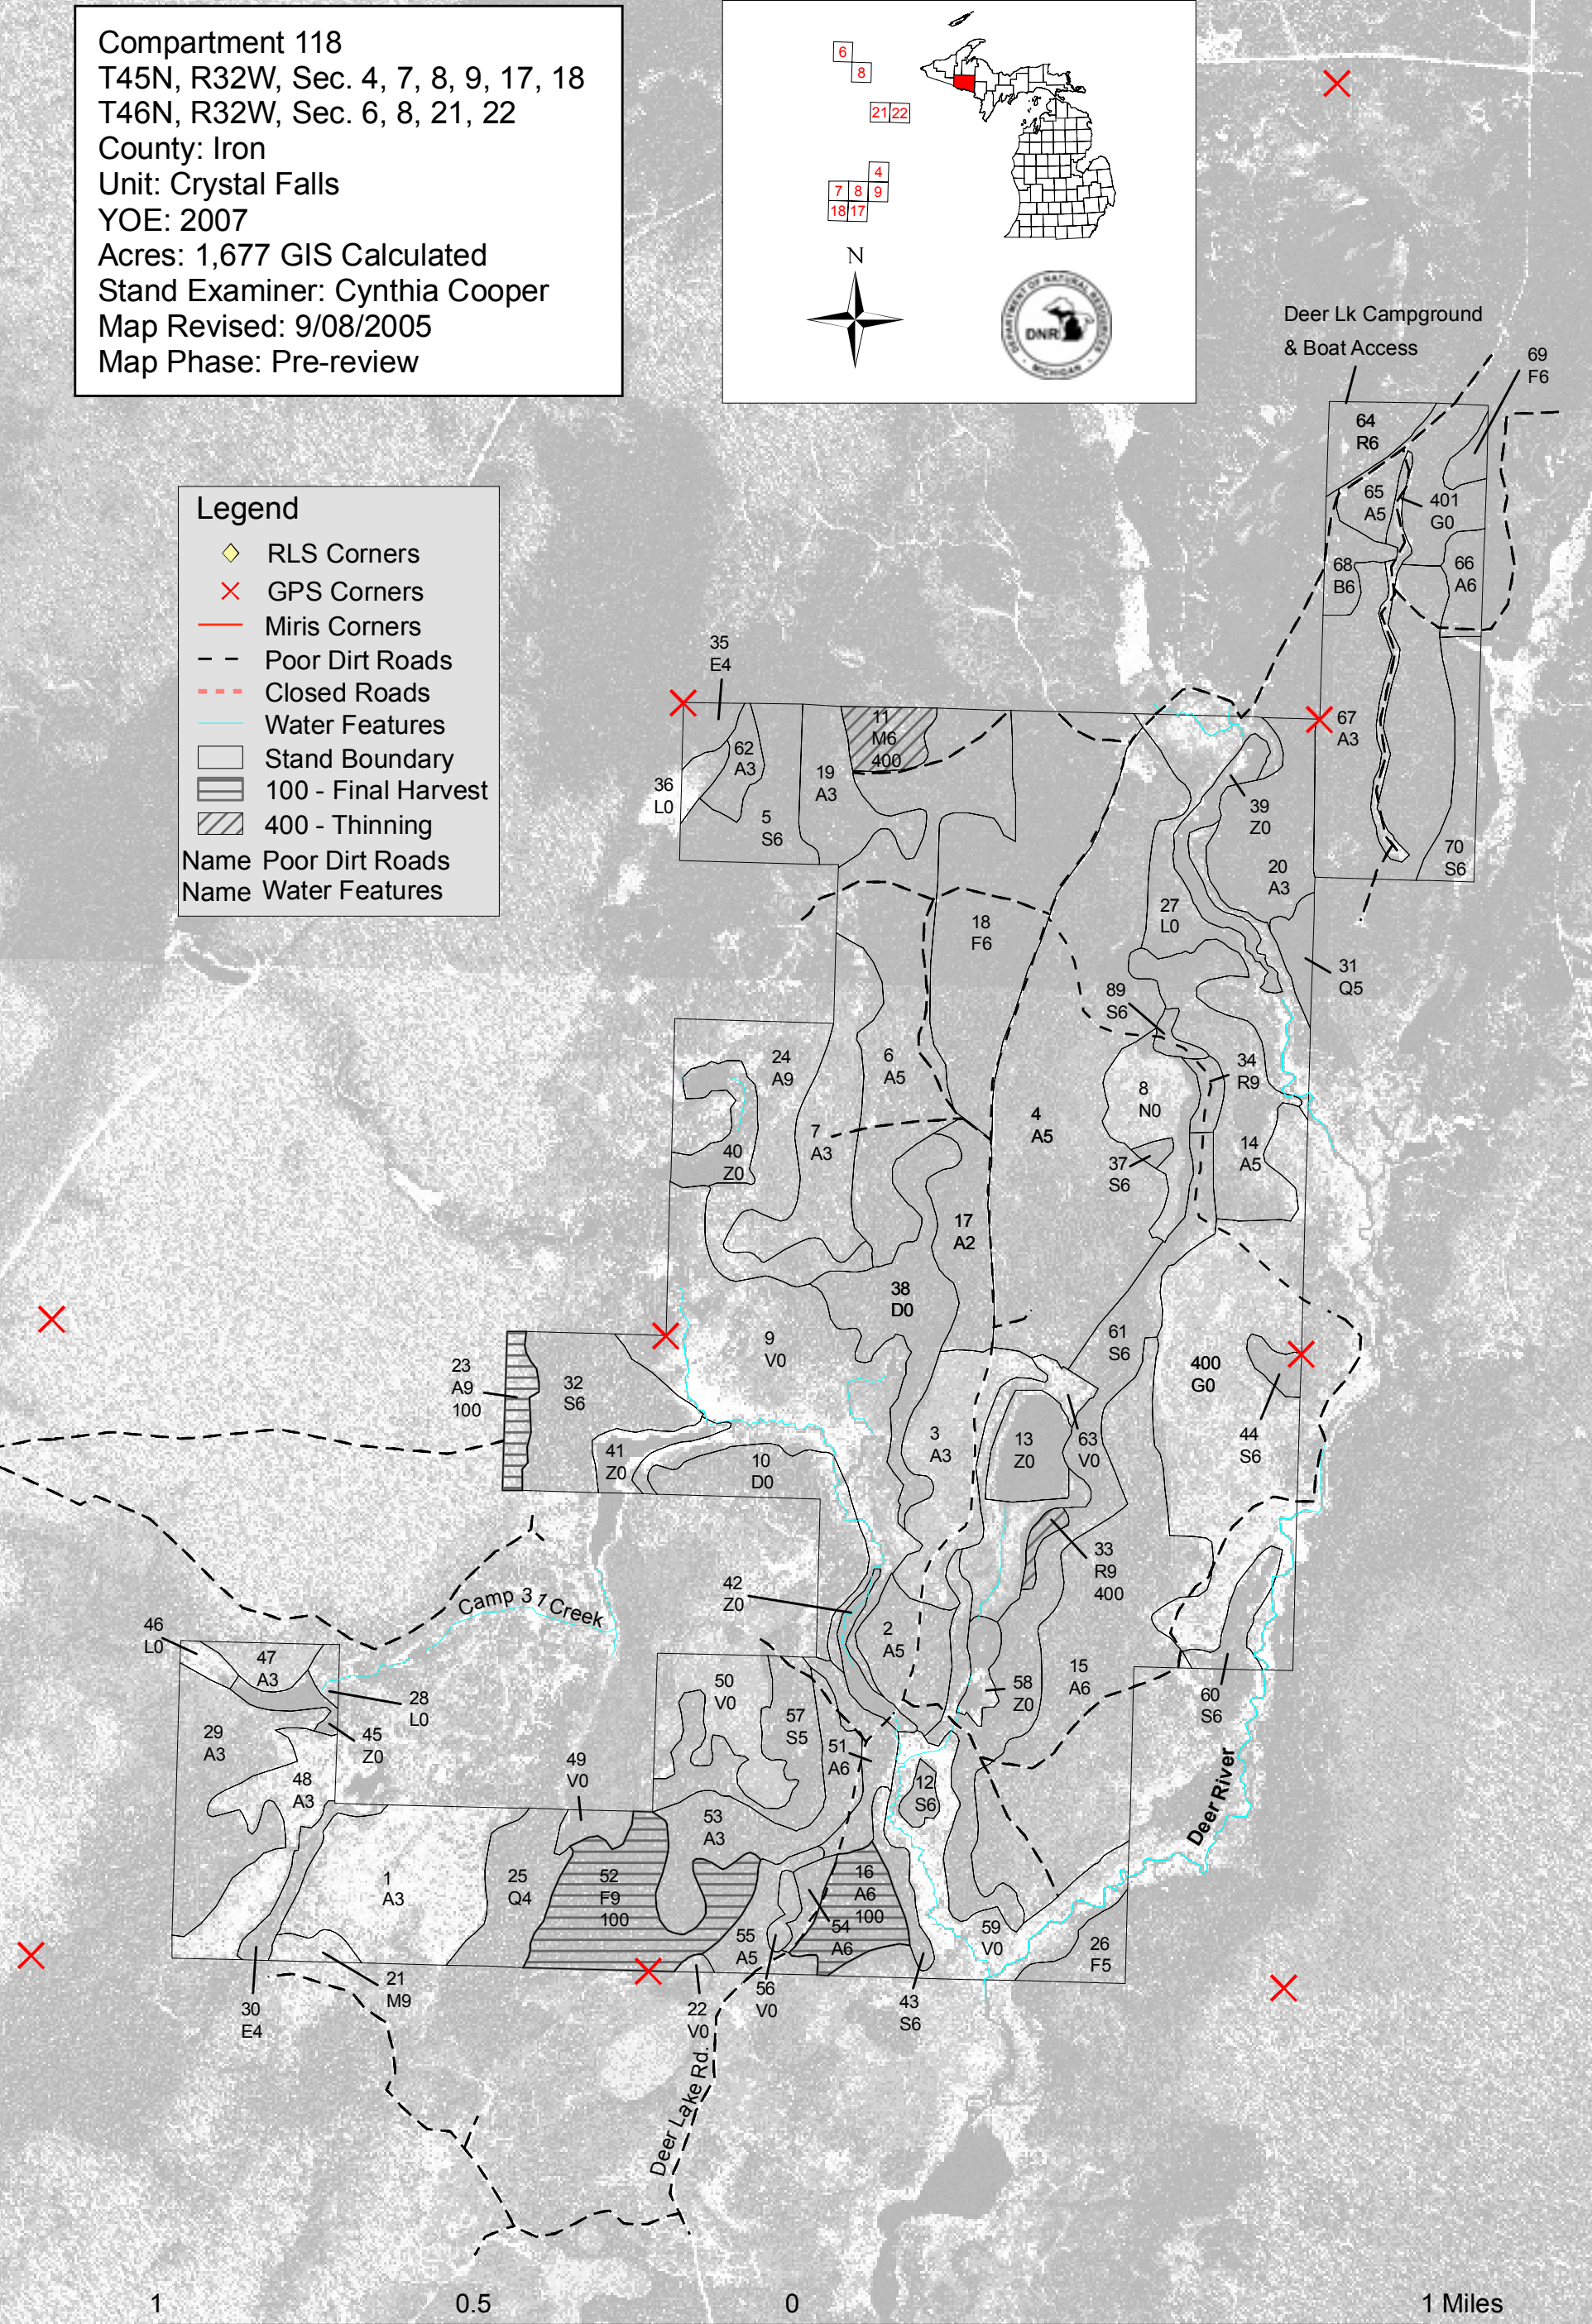 Compartment 118
T45N, R32W, Sec. 4, 7, 8, 9, 17, 18
T46N, R32W, Sec. 6, 8, 21, 22
County: Iron
Unit: Crystal Falls
YOE: 2007
Acres: 1,677 GIS Calculated
Stand Examiner: Cynthia Cooper
Map Revised: 9/08/2005
Map Phase: Pre-review
6
8
21 22
4
7 8 9
18 17
N
DEPARTMENT OF NATURAL RESOURCES
DNR
MICHIGAN
Legend
RLS Corners
GPS Corners
Miris Corners
Poor Dirt Roads
Closed Roads
Water Features
Stand Boundary
100 - Final Harvest
400 - Thinning
Name Poor Dirt Roads
Name Water Features
Deer Lk Campground
& Boat Access
69
F6
64
R6
65
A5
401
G0
68
B6
66
A6
67
A3
70
S6
35
E4
62
A3
36
L0
5
S6
19
A3
11
M6
400
39
Z0
20
A3
27
L0
18
F6
31
Q5
89
S6
34
R9
24
A9
6
A5
8
N0
4
A5
7
A3
40
Z0
37
S6
14
A5
17
A2
38
D0
9
V0
61
S6
400
G0
44
S6
23
A9
100
32
S6
41
Z0
10
D0
3
A3
13
Z0
63
V0
33
R9
400
42
Z0
2
A5
Camp 31 Creek
46
L0
47
A3
28
L0
45
Z0
29
A3
48
A3
49
V0
50
V0
57
S5
51
A6
58
Z0
15
A6
60
S6
12
S6
Deer River
53
A3
1
A3
25
Q4
52
F9
100
16
A6
100
54
A6
55
A5
59
V0
26
F5
21
M9
30
E4
22
V0
56
V0
43
S6
Deer Lake Rd.
1
0.5
0
1 Miles